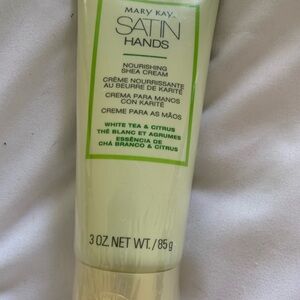 MARY KAY
SATIN
HANDS
NOURISHING
SHEA CREAM
CRÈME NOURRISSANTE
AU BEURRE DE KARITÉ
CREMA PARA MANOS
CON KARITÉ
CREME PARA AS MÃOS
WHITE TEA & CITRUS
THÉ BLANC ET AGRUMES
ESSÊNCIA DE
CHÁ BRANCO & CITRUS
3 OZ. NET WT./85g